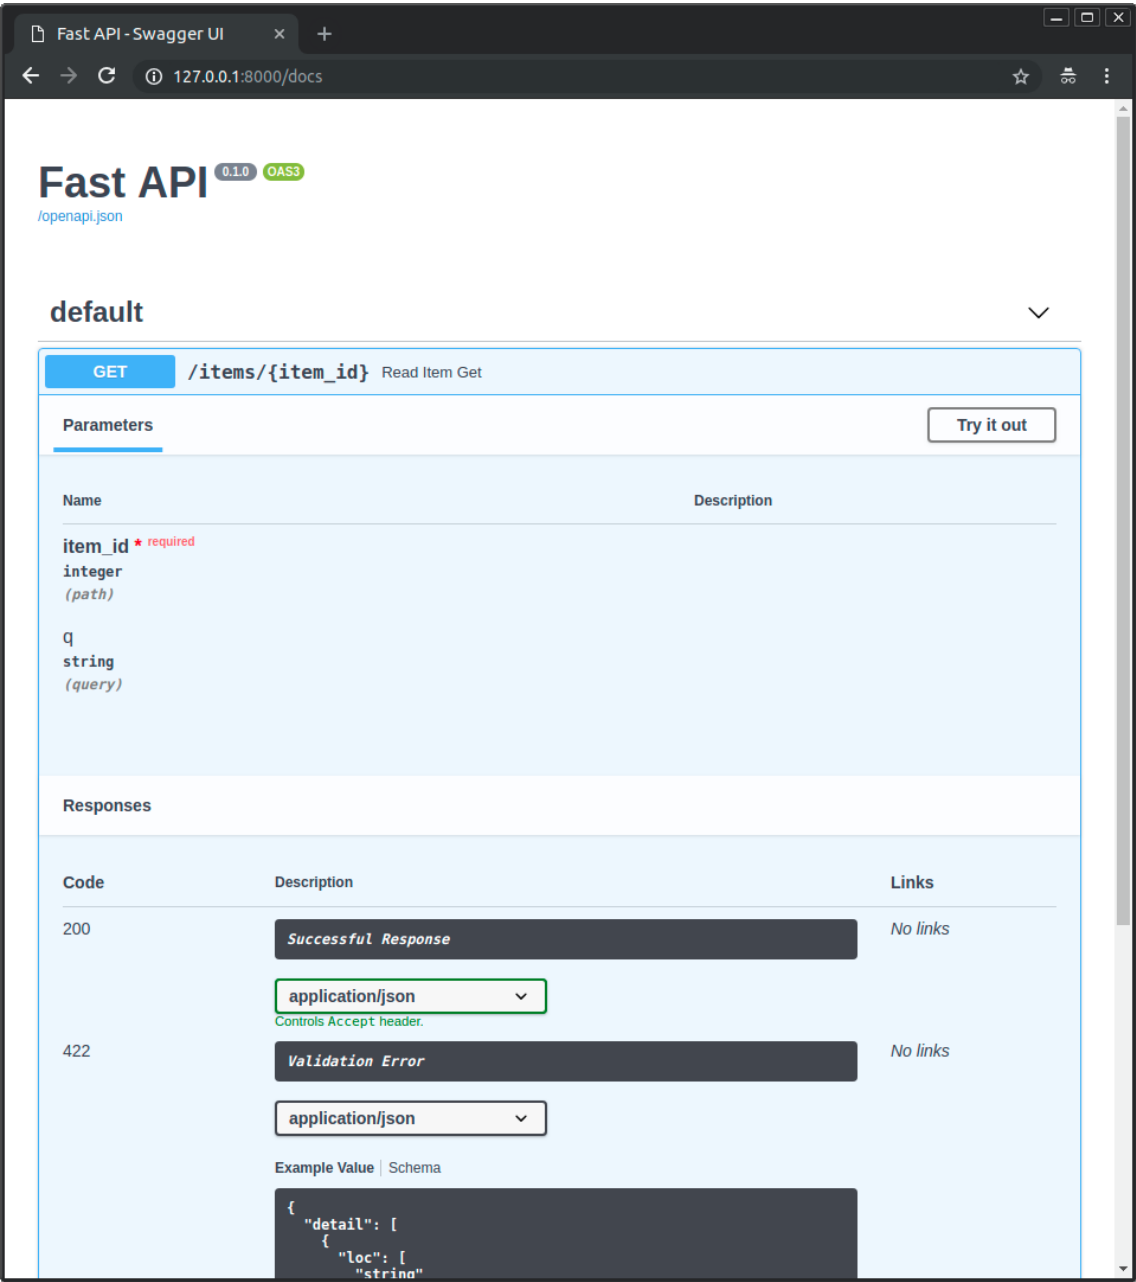 Fast API - Swagger UI
127.0.0.1:8000/docs
Fast API 0.1.0 OAS3
/openapi.json
default
GET /items/{item_id} Read Item Get
Parameters Try it out
Name Description
item_id * required
integer
(path)
q
string
(query)
Responses
Code Description Links
200 Successful Response No links
application/json
Controls Accept header.
422 Validation Error No links
application/json
Example Value Schema
{
"detail": [
{
"loc": [
"string"